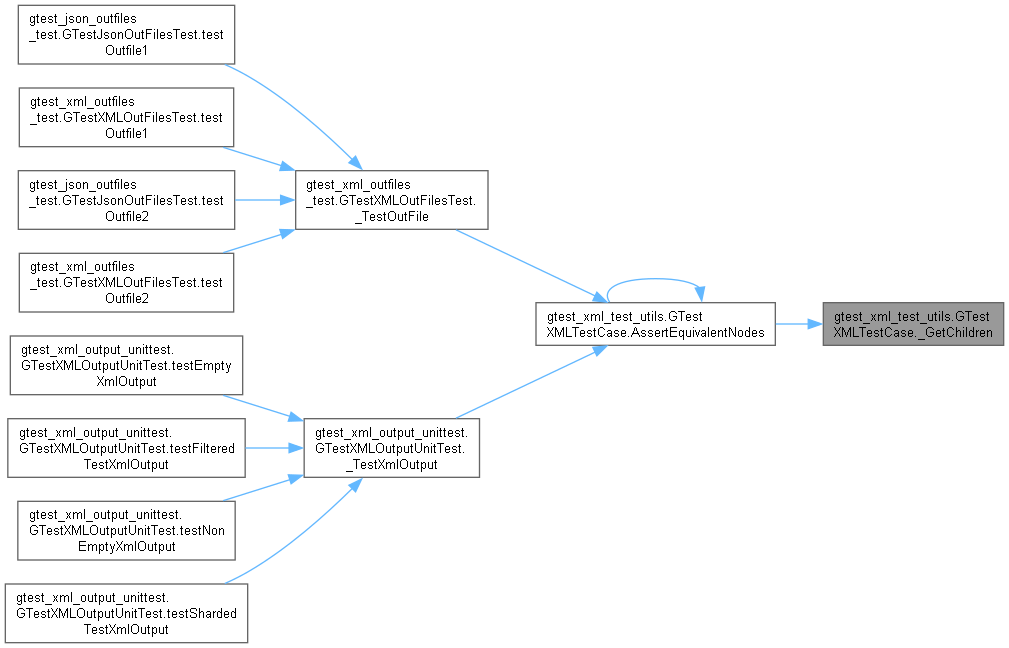 gtest_json_outfiles
_test.GTestJsonOutFilesTest.test
Outfile1
gtest_xml_outfiles
_test.GTestXMLOutFilesTest.test
Outfile1
gtest_json_outfiles
_test.GTestJsonOutFilesTest.test
Outfile2
gtest_xml_outfiles
_test.GTestXMLOutFilesTest.test
Outfile2
gtest_xml_outfiles
_test.GTestXMLOutFilesTest.
_TestOutFile
gtest_xml_output_unittest.
GTestXMLOutputUnitTest.testEmpty
XmlOutput
gtest_xml_output_unittest.
GTestXMLOutputUnitTest.testFiltered
TestXmlOutput
gtest_xml_output_unittest.
GTestXMLOutputUnitTest.testNon
EmptyXmlOutput
gtest_xml_output_unittest.
GTestXMLOutputUnitTest.testSharded
TestXmlOutput
gtest_xml_output_unittest.
GTestXMLOutputUnitTest.
_TestXmlOutput
gtest_xml_test_utils.GTest
XMLTestCase.AssertEquivalentNodes
gtest_xml_test_utils.GTest
XMLTestCase._GetChildren